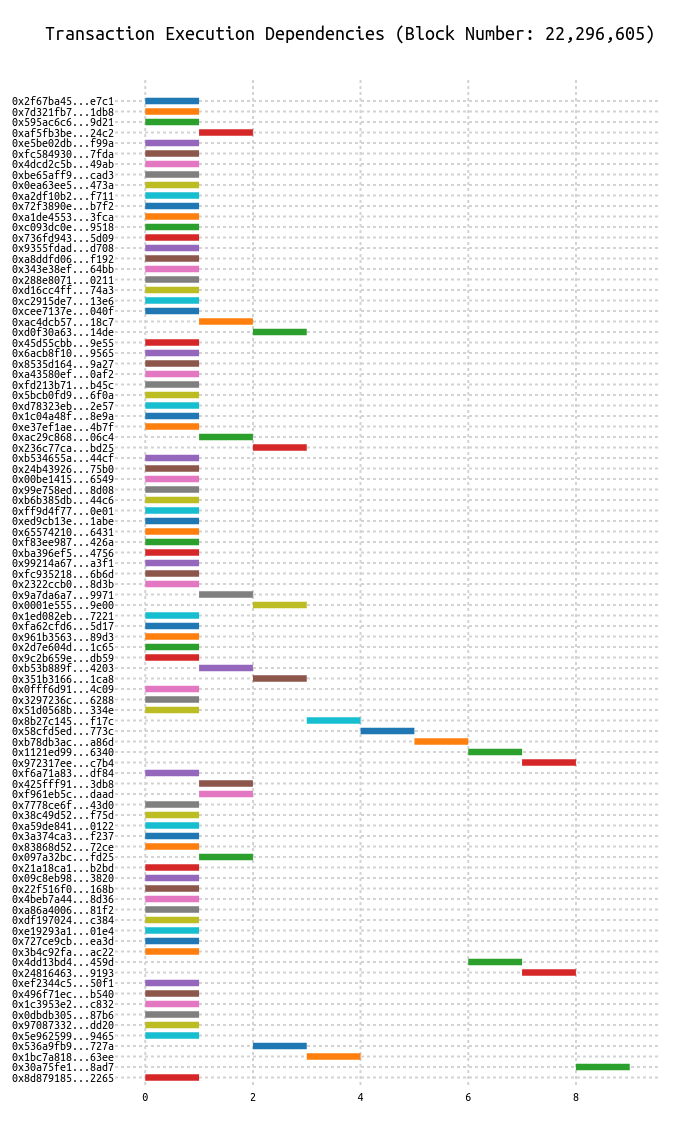 Transaction Execution Dependencies (Block Number: 22,296,605)
0x2f67ba45...e7c1
0x7d321fb7...1db8
0x595ac6c6...9d21
0xaf5fb3be...24c2
0xe5be02db...f99a
0xfc584930...7fda
0x4dcd2c5b...49ab
0xbe65aff9...cad3
0x0ea63ee5...473a
0xa2df10b2...f711
0x72f3890e...b7f2
0xa1de4553...3fca
0xc093dc0e...9518
0x736fd943...5d09
0x9355fdad...d708
0xa8ddfd06...f192
0x343e38ef...64bb
0x288e8071...0211
0xd16cc4ff...74a3
0xc2915de7...13e6
0xcee7137e...040f
0xac4dcb57...18c7
0xd0f30a63...14de
0x45d55cbb...9e55
0x6acb8f10...9565
0x8535d164...9a27
0xa43580ef...0af2
0xfd213b71...b45c
0x5bcb0fd9...6f0a
0xd78323eb...2e57
0x1c04a48f...8e9a
0xe37ef1ae...4b7f
0xac29c868...06c4
0x236c77ca...bd25
0xb534655a...44cf
0x24b43926...75b0
0x00be1415...6549
0x99e758ed...8d08
0xb6b385db...44c6
0xff9d4f77...0e01
0xed9cb13e...1abe
0x65574210...6431
0xf83ee987...426a
0xba396ef5...4756
0x99214a67...a3f1
0xfc935218...6b6d
0x2322ccb0...8d3b
0x9a7da6a7...9971
0x0001e555...9e00
0x1ed082eb...7221
0xfa62cfd6...5d17
0x961b3563...89d3
0x2d7e604d...1c65
0x9c2b659e...db59
0xb53b889f...4203
0x351b3166...1ca8
0x0fff6d91...4c09
0x3297236c...6288
0x51d0568b...334e
0x8b27c145...f17c
0x58cfd5ed...773c
0xb78db3ac...a86d
0x1121ed99...6340
0x972317ee...c7b4
0xf6a71a83...df84
0x425fff91...3db8
0xf961eb5c...daad
0x7778ce6f...43d0
0x38c49d52...f75d
0xa59de841...0122
0x3a374ca3...f237
0x83868d52...72ce
0x097a32bc...fd25
0x21a18ca1...b2bd
0x09c8eb98...3820
0x22f516f0...168b
0x4beb7a44...8d36
0xa86a4006...81f2
0xdf197024...c384
0xe19293a1...01e4
0x727ce9cb...ea3d
0x3b4c92fa...ac22
0x4dd13bd4...459d
0x24816463...9193
0xef2344c5...50f1
0x496f71ec...b540
0x1c3953e2...c832
0x0dbdb305...87b6
0x97087332...dd20
0x5e962599...9465
0x536a9fb9...727a
0x1bc7a818...63ee
0x30a75fe1...8ad7
0x8d879185...2265
0 2 4 6 8